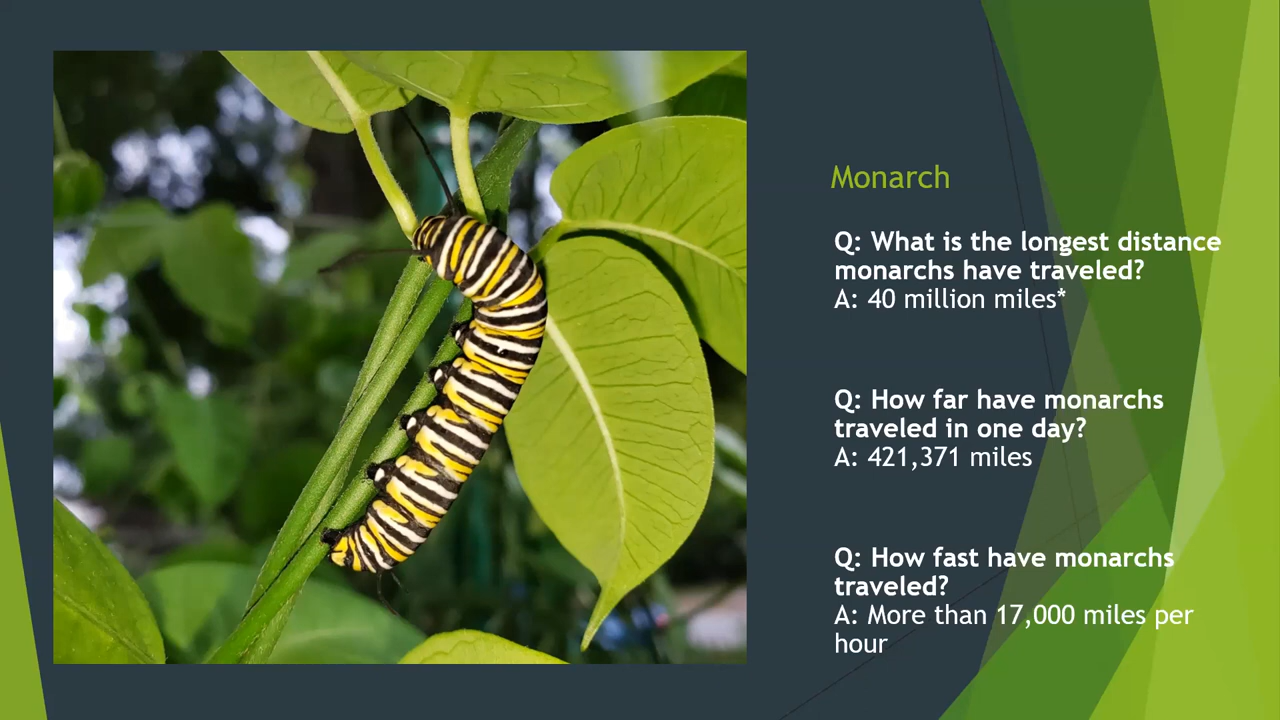 Monarch
Q: What is the longest distance
monarchs have traveled?
A: 40 million miles*
Q: How far have monarchs
traveled in one day?
A: 421,371 miles
Q: How fast have monarchs
traveled?
A: More than 17,000 miles per
hour